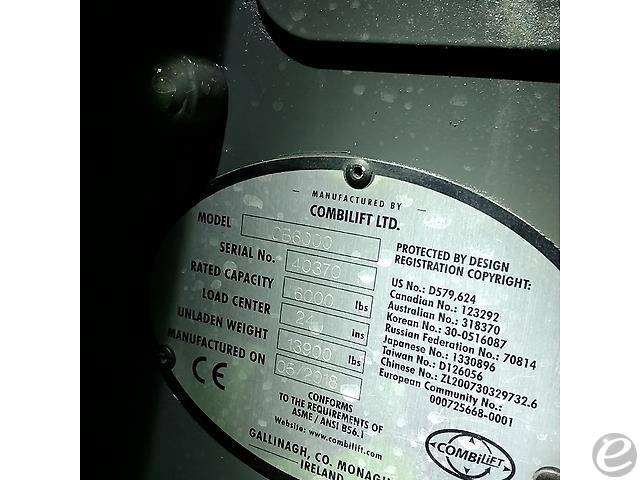 MANUFACTURED BY
COMBILIFT LTD.
MODEL CB6000
SERIAL No. 40370
RATED CAPACITY 6000 lbs
LOAD CENTER 24 ins
UNLADEN WEIGHT 13900 lbs
MANUFACTURED ON 05/2018
CE
CONFORMS
TO THE REQUIREMENTS OF
ASME / ANSI B56.1
Website: www.combilift.com
GALLINAGH, CO. MONAGH
IRELAND
PROTECTED BY DESIGN
REGISTRATION COPYRIGHT:
US No.: D579,624
Canadian No.: 123292
Australian No.: 318370
Korean No.: 30-0516087
Russian Federation No.: 70814
Japanese No.: 1330896
Taiwan No.: D126056
Chinese No.: ZL200730329732.6
European Community No.:
000725668-0001
COMBiLiFT